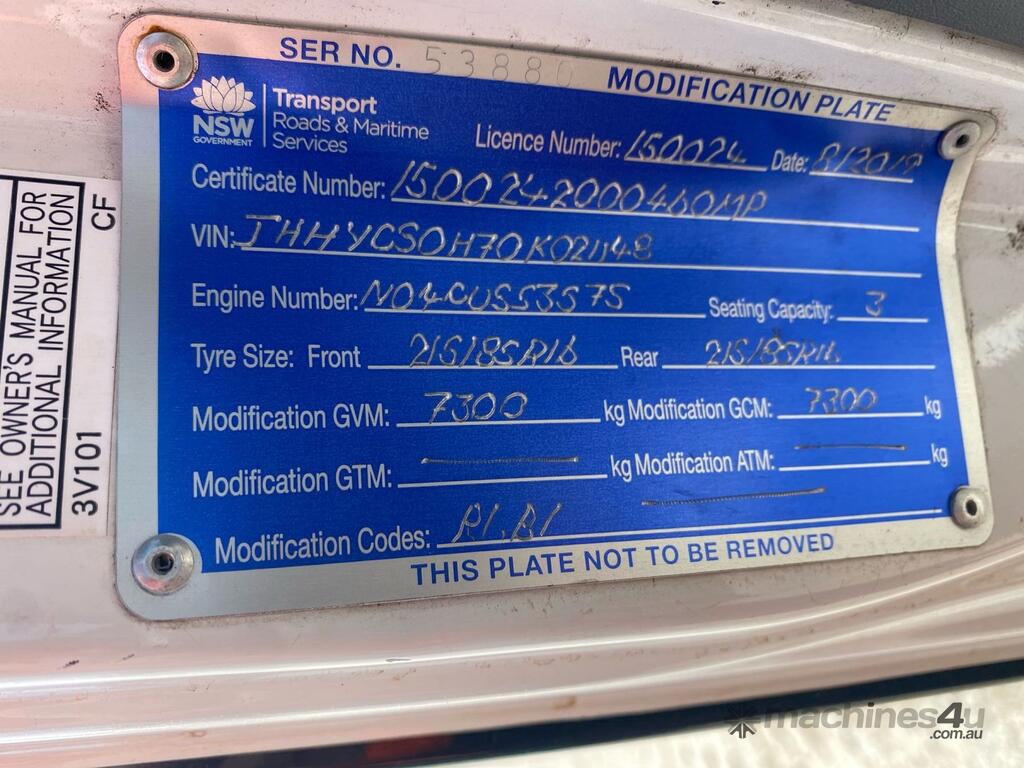 SER NO. 53880 MODIFICATION PLATE
NSW GOVERNMENT
Transport
Roads & Maritime
Services
Licence Number: 150024 Date: 8/2019
Certificate Number: 1500242000460MP
VIN: JHHYCS0H70K021148
Engine Number: N04CUS53575 Seating Capacity: 3
Tyre Size: Front 215/85R16 Rear 215/85R16
Modification GVM: 7300 kg Modification GCM: 7300 kg
Modification GTM: — kg Modification ATM: — kg
Modification Codes: R1.B1 —
THIS PLATE NOT TO BE REMOVED
SEE OWNER'S MANUAL FOR
ADDITIONAL INFORMATION
3V101 CF
machines4u
.com.au